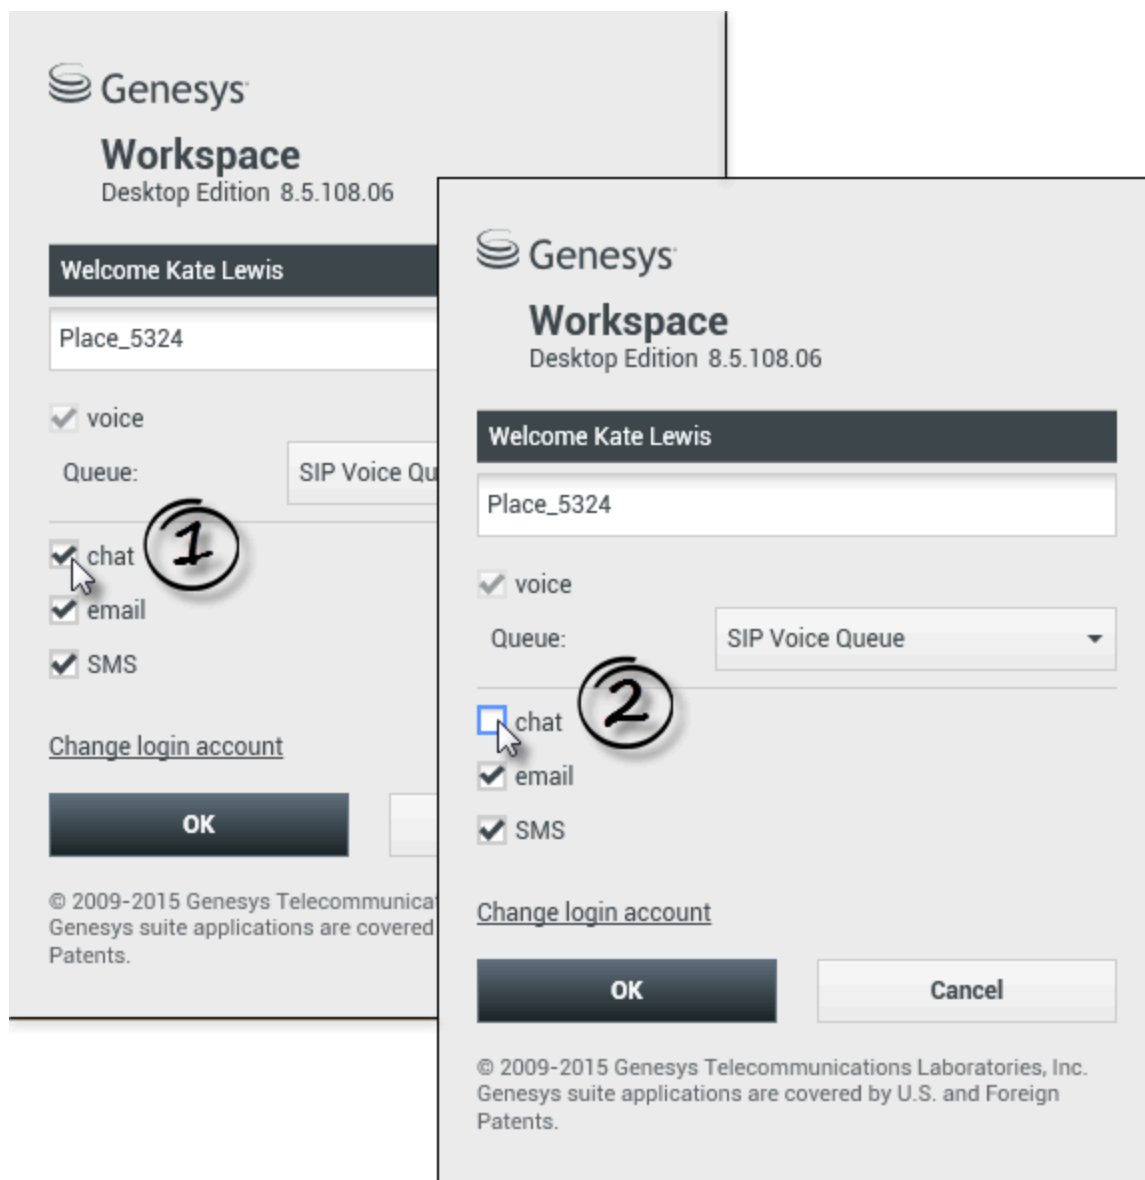 Genesys
Workspace
Desktop Edition 8.5.108.06
Welcome Kate Lewis
Place_5324
voice
Queue: SIP Voice Qu
1
chat
email
SMS
Change login account
OK
© 2009-2015 Genesys Telecommunica
Genesys suite applications are covered
Patents.
Genesys
Workspace
Desktop Edition 8.5.108.06
Welcome Kate Lewis
Place_5324
voice
Queue: SIP Voice Queue
2
chat
email
SMS
Change login account
OK Cancel
© 2009-2015 Genesys Telecommunications Laboratories, Inc.
Genesys suite applications are covered by U.S. and Foreign
Patents.